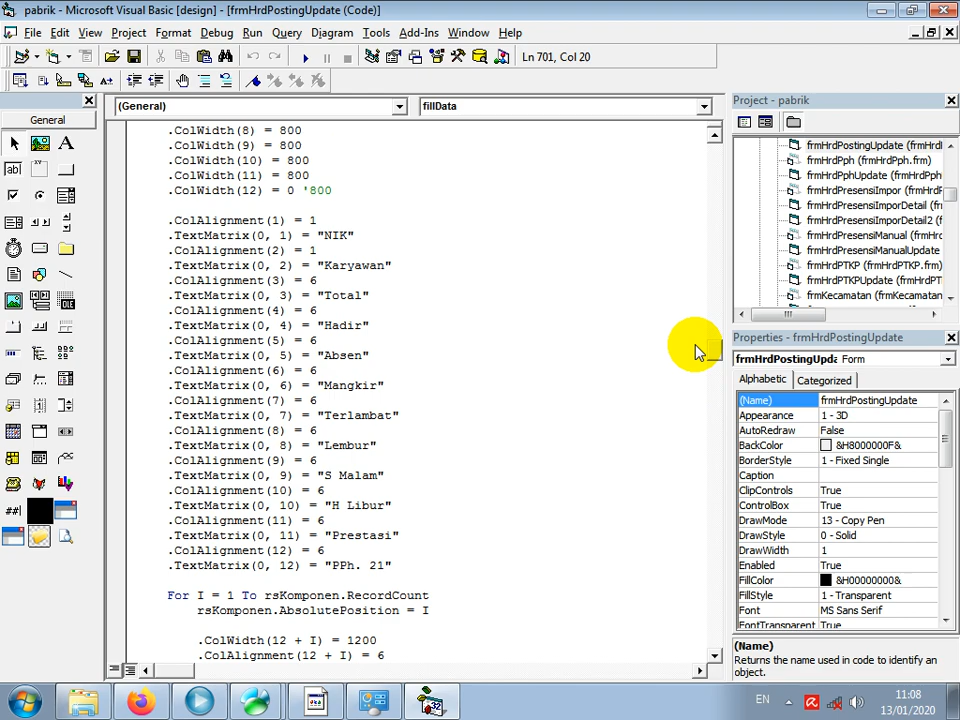 pabrik - Microsoft Visual Basic [design] - [frmHrdPostingUpdate (Code)]
File Edit View Project Format Debug Run Query Diagram Tools Add-Ins Window Help
Ln 701, Col 20
General
(General)
fillData
.ColWidth(8) = 800
.ColWidth(9) = 800
.ColWidth(10) = 800
.ColWidth(11) = 800
.ColWidth(12) = 0 '800
.ColAlignment(1) = 1
.TextMatrix(0, 1) = "NIK"
.ColAlignment(2) = 1
.TextMatrix(0, 2) = "Karyawan"
.ColAlignment(3) = 6
.TextMatrix(0, 3) = "Total"
.ColAlignment(4) = 6
.TextMatrix(0, 4) = "Hadir"
.ColAlignment(5) = 6
.TextMatrix(0, 5) = "Absen"
.ColAlignment(6) = 6
.TextMatrix(0, 6) = "Mangkir"
.ColAlignment(7) = 6
.TextMatrix(0, 7) = "Terlambat"
.ColAlignment(8) = 6
.TextMatrix(0, 8) = "Lembur"
.ColAlignment(9) = 6
.TextMatrix(0, 9) = "S Malam"
.ColAlignment(10) = 6
.TextMatrix(0, 10) = "H Libur"
.ColAlignment(11) = 6
.TextMatrix(0, 11) = "Prestasi"
.ColAlignment(12) = 6
.TextMatrix(0, 12) = "PPh. 21"
For I = 1 To rsKomponen.RecordCount
rsKomponen.AbsolutePosition = I
.ColWidth(12 + I) = 1200
.ColAlignment(12 + I) = 6
Project - pabrik
frmHrdPostingUpdate (frmHrd
frmHrdPph (frmHrdPph.frm)
frmHrdPphUpdate (frmHrdPph
frmHrdPresensiImpor (frmHrdP
frmHrdPresensiImporDetail (fr
frmHrdPresensiImporDetail2 (
frmHrdPresensiManual (frmHr
frmHrdPresensiManualUpdate
frmHrdPTKP (frmHrdPTKP.frm)
frmHrdPTKPUpdate (frmHrdPT
frmKecamatan (frmKecamatan
Properties - frmHrdPostingUpdate
frmHrdPostingUpda Form
Alphabetic Categorized
(Name) frmHrdPostingUpdate
Appearance 1 - 3D
AutoRedraw False
BackColor &H8000000F&
BorderStyle 1 - Fixed Single
Caption
ClipControls True
ControlBox True
DrawMode 13 - Copy Pen
DrawStyle 0 - Solid
DrawWidth 1
Enabled True
FillColor &H00000000&
FillStyle 1 - Transparent
Font MS Sans Serif
FontTransparent True
(Name)
Returns the name used in code to identify an
object.
EN
11:08
13/01/2020